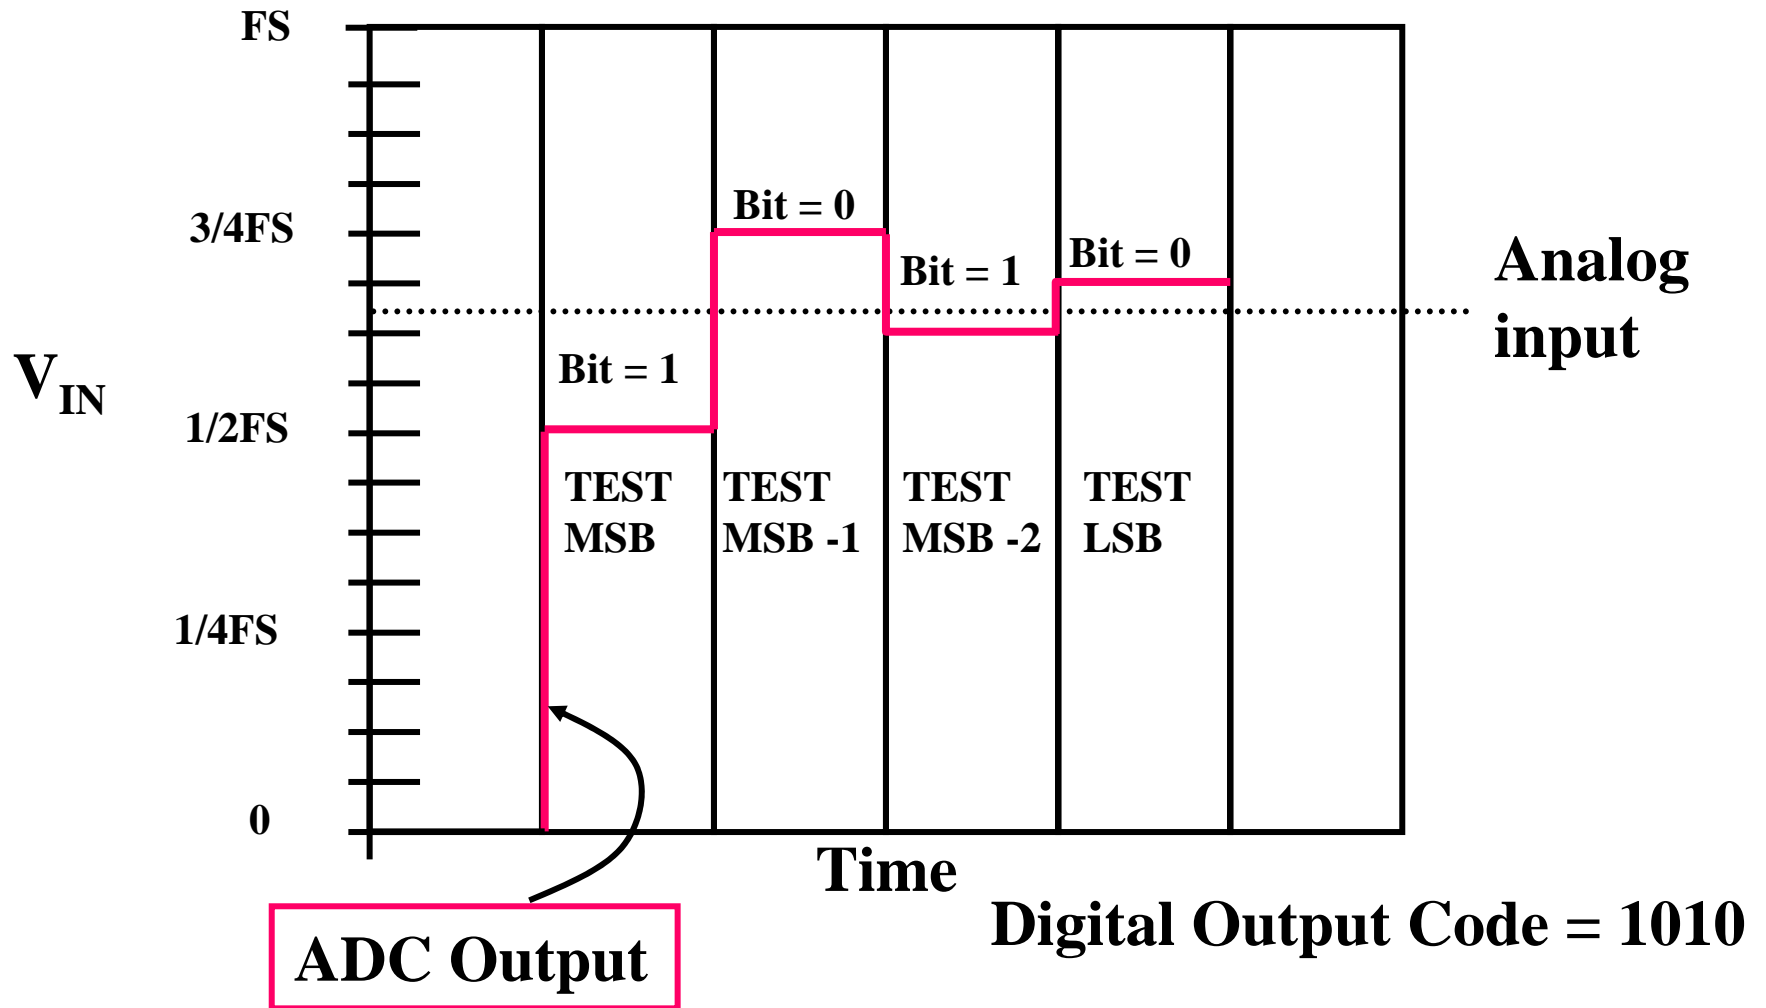 FS
3/4FS
1/2FS
1/4FS
0
V_IN
Bit = 1
Bit = 0
Bit = 1
Bit = 0
TEST
MSB
TEST
MSB -1
TEST
MSB -2
TEST
LSB
Analog
input
Time
ADC Output
Digital Output Code = 1010